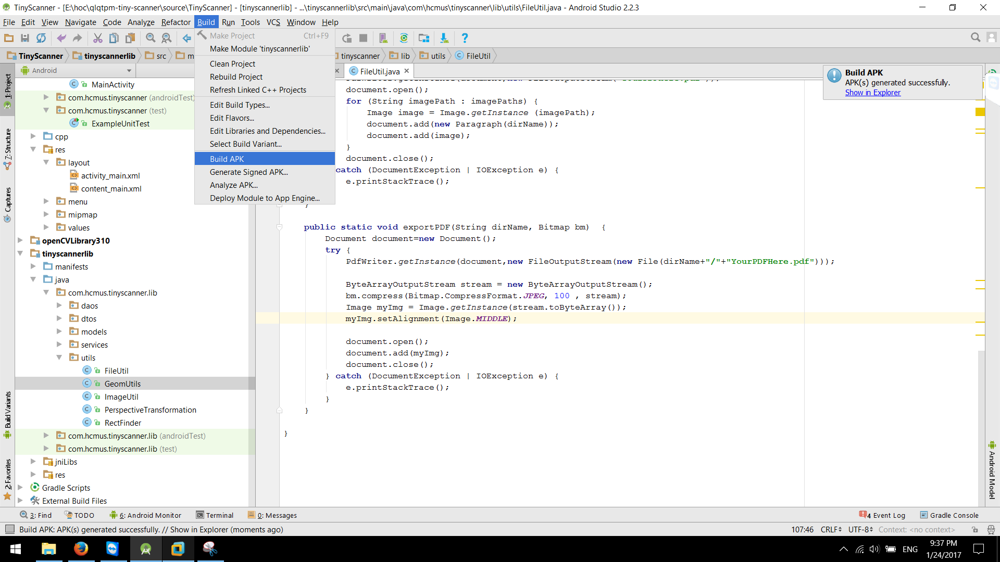 TinyScanner - [E:\hoc\qlqtpm-tiny-scanner\source\TinyScanner] - [tinyscannerlib] - ...\tinyscannerlib\src\main\java\com\hcmus\tinyscanner\lib\utils\FileUtil.java - Android Studio 2.2.3
File Edit View Navigate Code Analyze Refactor Build Run Tools VCS Window Help
TinyScanner tinyscannerlib src tinyscanner lib utils FileUtil
Make Project Ctrl+F9
Make Module 'tinyscannerlib'
Clean Project
Rebuild Project
Refresh Linked C++ Projects
Edit Build Types...
Edit Flavors...
Edit Libraries and Dependencies...
Select Build Variant...
Build APK
Generate Signed APK...
Analyze APK...
Deploy Module to App Engine...
1: Project
7: Structure
Captures
Build Variants
2: Favorites
Android
MainActivity
com.hcmus.tinyscanner (androidTest)
com.hcmus.tinyscanner (test)
ExampleUnitTest
cpp
res
layout
activity_main.xml
content_main.xml
menu
mipmap
values
openCVLibrary310
tinyscannerlib
manifests
java
com.hcmus.tinyscanner.lib
daos
dtos
models
services
utils
FileUtil
GeomUtils
ImageUtil
PerspectiveTransformation
RectFinder
com.hcmus.tinyscanner.lib (androidTest)
com.hcmus.tinyscanner.lib (test)
jniLibs
res
Gradle Scripts
External Build Files
FileUtil.java
document.open();
for (String imagePath : imagePaths) {
Image image = Image.getInstance (imagePath);
document.add(new Paragraph(dirName));
document.add(image);
}
document.close();
catch (DocumentException | IOException e) {
e.printStackTrace();
}
public static void exportPDF(String dirName, Bitmap bm) {
Document document=new Document();
try {
PdfWriter.getInstance(document,new FileOutputStream(new File(dirName+"/"+"YourPDFHere.pdf")));
ByteArrayOutputStream stream = new ByteArrayOutputStream();
bm.compress(Bitmap.CompressFormat.JPEG, 100 , stream);
Image myImg = Image.getInstance(stream.toByteArray());
myImg.setAlignment(Image.MIDDLE);
document.open();
document.add(myImg);
document.close();
} catch (DocumentException | IOException e) {
e.printStackTrace();
}
}
}
Build APK
APK(s) generated successfully.
Show in Explorer
Android Model
3: Find TODO 6: Android Monitor Terminal 0: Messages 4 Event Log Gradle Console
Build APK: APK(s) generated successfully. // Show in Explorer (moments ago) 107:46 CRLF UTF-8 Context: <no context>
ENG 9:37 PM
1/24/2017